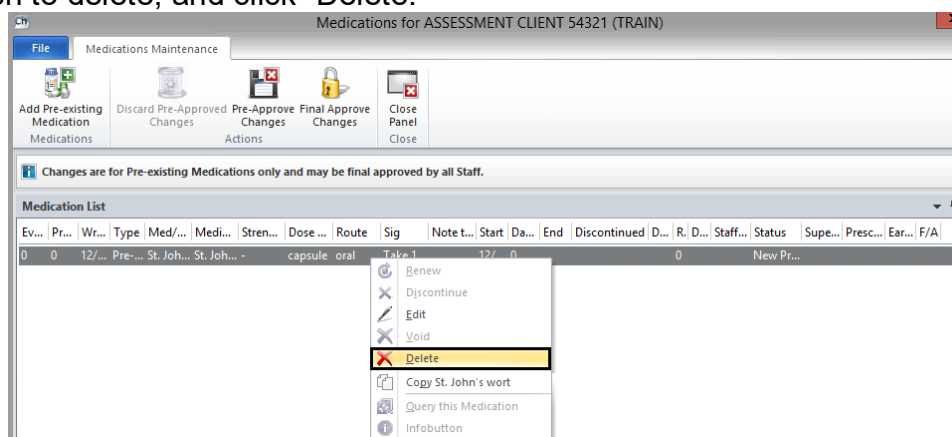 to delete, and click "Delete"
Ch
Medications for ASSESSMENT CLIENT 54321 (TRAIN)
File Medications Maintenance
Add Pre-existing Medication
Discard Pre-Approved Changes
Pre-Approve Changes
Final Approve Changes
Close Panel
Medications Actions Close
Changes are for Pre-existing Medications only and may be final approved by all Staff.
Medication List
Ev... Pr... Wr... Type Med/... Medi... Stren... Dose ... Route Sig Note t... Start Da... End Discontinued D... R. D... Staff... Status Supe... Presc... Ear... F/A
0 0 12/... Pre-... St. Joh... St. Joh... - capsule oral Take 1 12/ 0 0 New Pr...
Renew
Discontinue
Edit
Void
Delete
Copy St. John's wort
Query this Medication
Infobutton